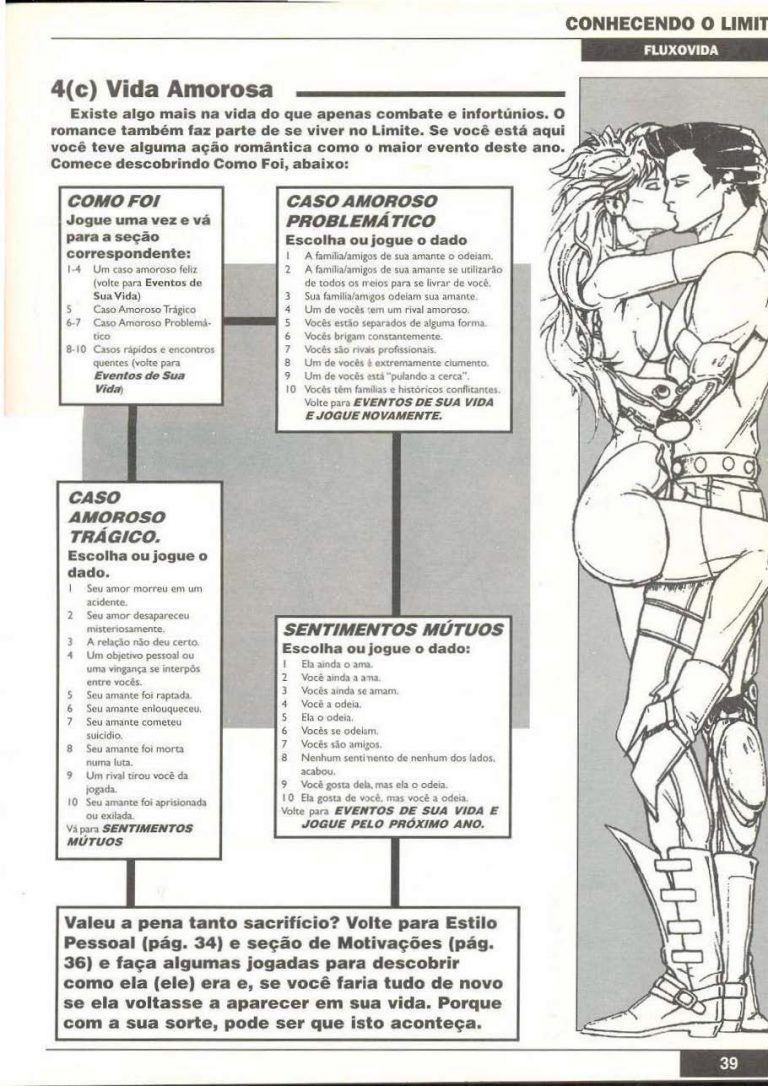 CONHECENDO O LIMIT
FLUXOVIDA
4(c) Vida Amorosa
Existe algo mais na vida do que apenas combate e infortúnios. O
romance também faz parte de se viver no Limite. Se você está aqui
você teve alguma ação romântica como o maior evento deste ano.
Comece descobrindo Como Foi, abaixo:
COMO FOI
Jogue uma vez e vá
para a seção
correspondente:
1-4 Um caso amoroso feliz
(volte para Eventos de
Sua Vida)
5 Caso Amoroso Trágico
6-7 Caso Amoroso Problemá-
tico
8-10 Casos rápidos e encontros
quentes (volte para
Eventos de Sua
Vida)
CASO AMOROSO
PROBLEMÁTICO
Escolha ou jogue o dado
1 A família/amigos de sua amante o odeiam.
2 A família/amigos de sua amante se utilizarão
de todos os meios para se livrar de você.
3 Sua família/amigos odeiam sua amante.
4 Um de vocês tem um rival amoroso.
5 Vocês estão separados de alguma forma.
6 Vocês brigam constantemente.
7 Vocês são rivais profissionais.
8 Um de vocês é extremamente ciumento.
9 Um de vocês está "pulando a cerca".
10 Vocês têm famílias e históricos conflitantes.
Volte para EVENTOS DE SUA VIDA
E JOGUE NOVAMENTE.
CASO
AMOROSO
TRÁGICO.
Escolha ou jogue o
dado.
1 Seu amor morreu em um
acidente.
2 Seu amor desapareceu
misteriosamente.
3 A relação não deu certo.
4 Um objetivo pessoal ou
uma vingança se interpôs
entre vocês.
5 Seu amante foi raptada.
6 Seu amante enlouqueceu.
7 Seu amante cometeu
suicídio.
8 Seu amante foi morta
numa luta.
9 Um rival tirou você da
jogada.
10 Seu amante foi aprisionada
ou exilada.
Vá para SENTIMENTOS
MÚTUOS
SENTIMENTOS MÚTUOS
Escolha ou jogue o dado:
1 Ela ainda o ama.
2 Você ainda a ama.
3 Vocês ainda se amam.
4 Você a odeia.
5 Ela o odeia.
6 Vocês se odeiam.
7 Vocês são amigos.
8 Nenhum sentimento de nenhum dos lados,
acabou.
9 Você gosta dela, mas ela o odeia.
10 Ela gosta de você, mas você a odeia.
Volte para EVENTOS DE SUA VIDA E
JOGUE PELO PRÓXIMO ANO.
Valeu a pena tanto sacrifício? Volte para Estilo
Pessoal (pág. 34) e seção de Motivações (pág.
36) e faça algumas jogadas para descobrir
como ela (ele) era e, se você faria tudo de novo
se ela voltasse a aparecer em sua vida. Porque
com a sua sorte, pode ser que isto aconteça.
39